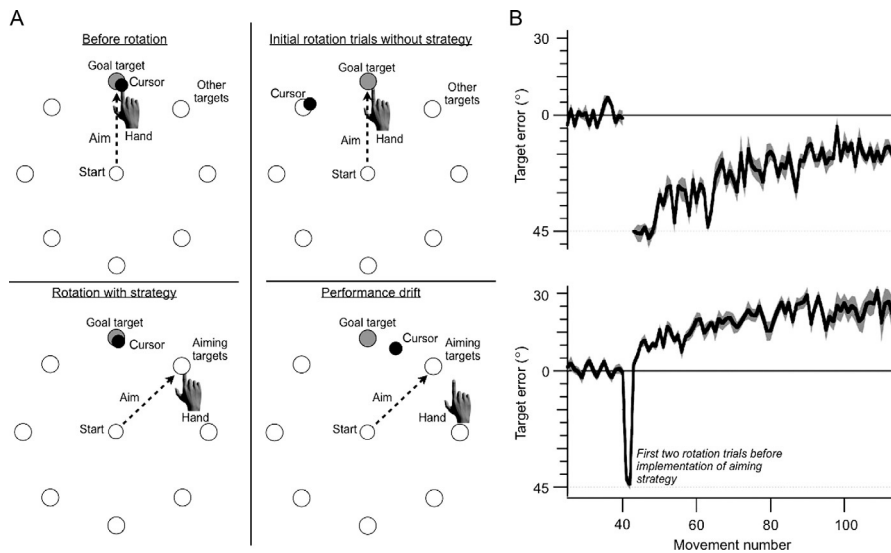 A
Before rotation
Goal target
Cursor
Other
targets
Aim
Hand
Start
Initial rotation trials without strategy
Goal target
Cursor
Other
targets
Aim
Hand
Start
Rotation with strategy
Goal target
Cursor
Aiming
targets
Aim
Hand
Start
Performance drift
Goal target
Cursor
Aiming
targets
Aim
Hand
Start
B
30
0
45
Target error (°)
30
0
45
Target error (°)
First two rotation trials before
implementation of aiming
strategy
40 60 80 100
Movement number